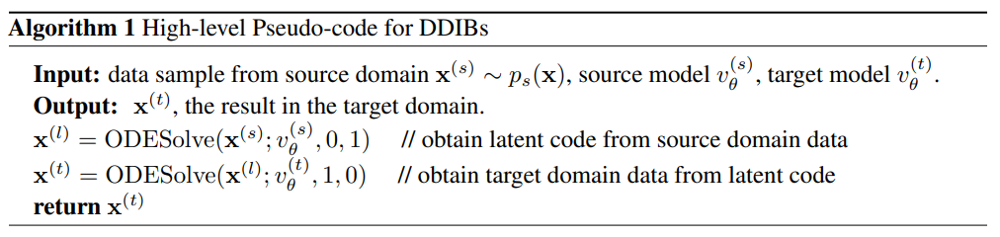 Algorithm 1 High-level Pseudo-code for DDIBs
Input: data sample from source domain $\mathbf{x}^{(s)} \sim p_s(\mathbf{x})$, source model $v_\theta^{(s)}$, target model $v_\theta^{(t)}$.
Output: $\mathbf{x}^{(t)}$, the result in the target domain.
$\mathbf{x}^{(l)} = \text{ODESolve}(\mathbf{x}^{(s)}; v_\theta^{(s)}, 0, 1)$ // obtain latent code from source domain data
$\mathbf{x}^{(t)} = \text{ODESolve}(\mathbf{x}^{(l)}; v_\theta^{(t)}, 1, 0)$ // obtain target domain data from latent code
return $\mathbf{x}^{(t)}$